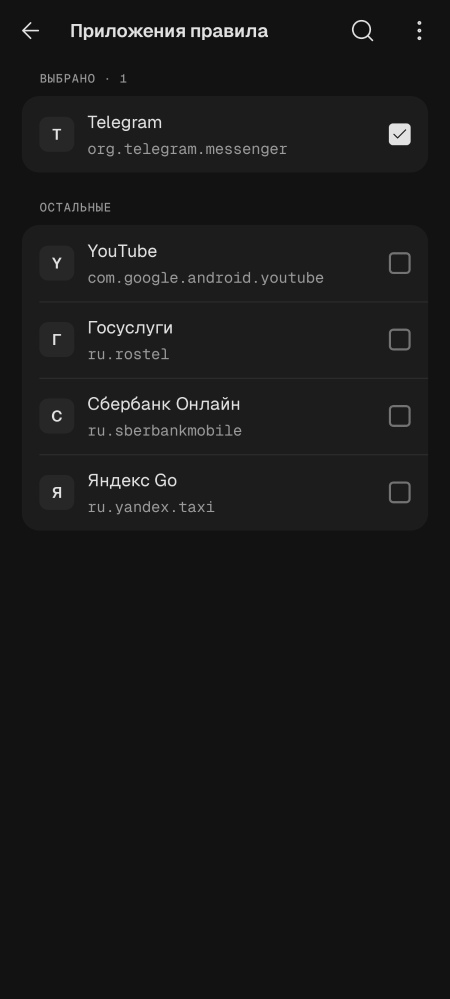 Приложения правила
ВЫБРАНО · 1
T
Telegram
org.telegram.messenger
ОСТАЛЬНЫЕ
Y
YouTube
com.google.android.youtube
Г
Госуслуги
ru.rostel
С
Сбербанк Онлайн
ru.sberbankmobile
Я
Яндекс Go
ru.yandex.taxi